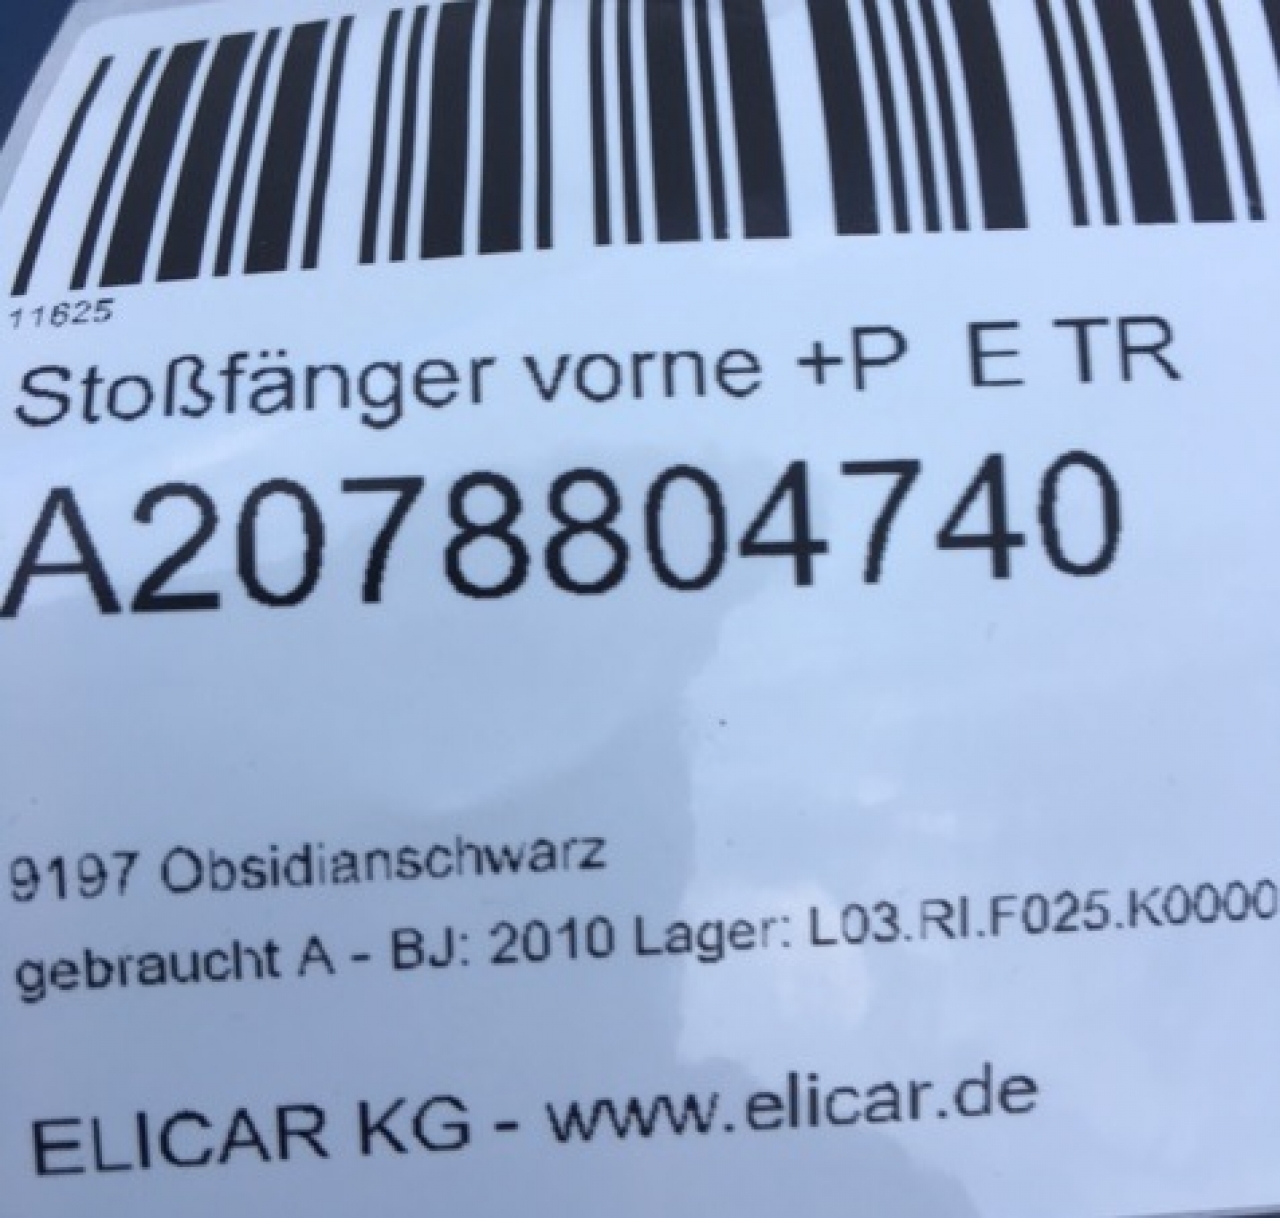 11625
Stoßfänger vorne +P E TR
A2078804740
9197 Obsidianschwarz
gebraucht A - BJ: 2010 Lager: L03.RI.F025.K0000
ELICAR KG - www.elicar.de